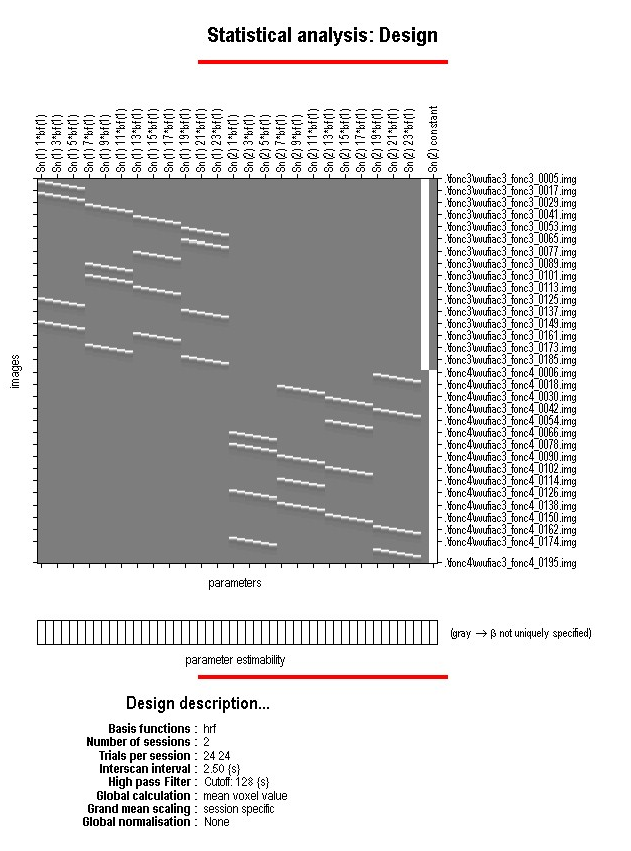 Statistical analysis: Design
Sn(1) 1*bf(1)
Sn(1) 3*bf(1)
Sn(1) 5*bf(1)
Sn(1) 7*bf(1)
Sn(1) 9*bf(1)
Sn(1) 11*bf(1)
Sn(1) 13*bf(1)
Sn(1) 15*bf(1)
Sn(1) 17*bf(1)
Sn(1) 19*bf(1)
Sn(1) 21*bf(1)
Sn(1) 23*bf(1)
Sn(2) 1*bf(1)
Sn(2) 3*bf(1)
Sn(2) 5*bf(1)
Sn(2) 7*bf(1)
Sn(2) 9*bf(1)
Sn(2) 11*bf(1)
Sn(2) 13*bf(1)
Sn(2) 15*bf(1)
Sn(2) 17*bf(1)
Sn(2) 19*bf(1)
Sn(2) 21*bf(1)
Sn(2) 23*bf(1)
Sn(2) constant
.\fonc3\wufiac3_fonc3_0005.img
.\fonc3\wufiac3_fonc3_0017.img
.\fonc3\wufiac3_fonc3_0029.img
.\fonc3\wufiac3_fonc3_0041.img
.\fonc3\wufiac3_fonc3_0053.img
.\fonc3\wufiac3_fonc3_0065.img
.\fonc3\wufiac3_fonc3_0077.img
.\fonc3\wufiac3_fonc3_0089.img
.\fonc3\wufiac3_fonc3_0101.img
.\fonc3\wufiac3_fonc3_0113.img
.\fonc3\wufiac3_fonc3_0125.img
.\fonc3\wufiac3_fonc3_0137.img
.\fonc3\wufiac3_fonc3_0149.img
.\fonc3\wufiac3_fonc3_0161.img
.\fonc3\wufiac3_fonc3_0173.img
.\fonc3\wufiac3_fonc3_0185.img
.\fonc4\wufiac3_fonc4_0006.img
.\fonc4\wufiac3_fonc4_0018.img
.\fonc4\wufiac3_fonc4_0030.img
.\fonc4\wufiac3_fonc4_0042.img
.\fonc4\wufiac3_fonc4_0054.img
.\fonc4\wufiac3_fonc4_0066.img
.\fonc4\wufiac3_fonc4_0078.img
.\fonc4\wufiac3_fonc4_0090.img
.\fonc4\wufiac3_fonc4_0102.img
.\fonc4\wufiac3_fonc4_0114.img
.\fonc4\wufiac3_fonc4_0126.img
.\fonc4\wufiac3_fonc4_0138.img
.\fonc4\wufiac3_fonc4_0150.img
.\fonc4\wufiac3_fonc4_0162.img
.\fonc4\wufiac3_fonc4_0174.img
.\fonc4\wufiac3_fonc4_0195.img
images
parameters
(gray → β not uniquely specified)
parameter estimability
Design description...
Basis functions : hrf
Number of sessions : 2
Trials per session : 24 24
Interscan interval : 2.50 {s}
High pass Filter : Cutoff: 128 {s}
Global calculation : mean voxel value
Grand mean scaling : session specific
Global normalisation : None